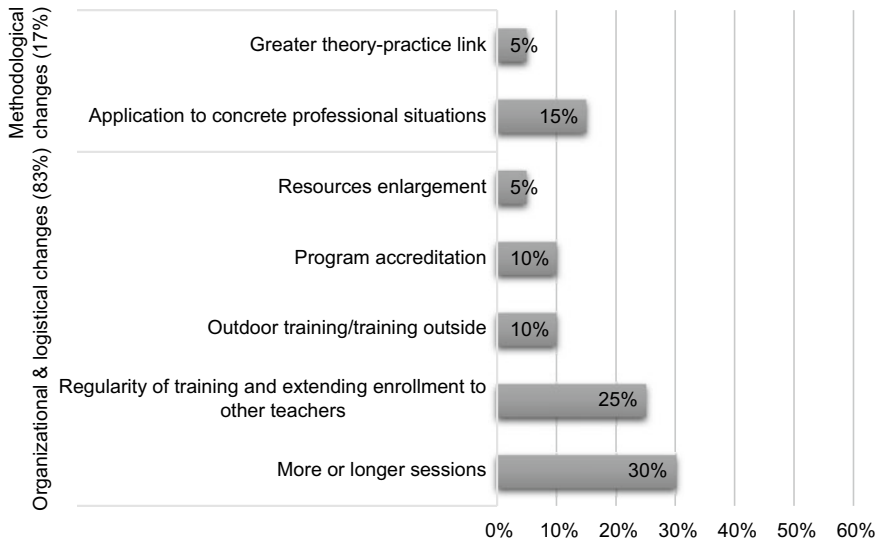 Methodological
changes (17%)
Greater theory-practice link
5%
Application to concrete professional situations
15%
Organizational & logistical changes (83%)
Resources enlargement
5%
Program accreditation
10%
Outdoor training/training outside
10%
Regularity of training and extending enrollment to
other teachers
25%
More or longer sessions
30%
0% 10% 20% 30% 40% 50% 60%